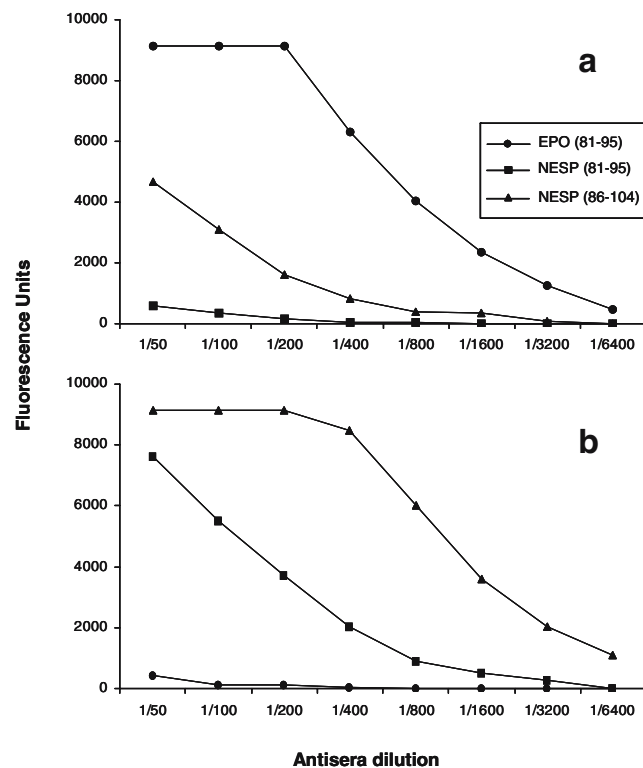 10000
a
8000
EPO (81-95)
6000
NESP (81-95)
NESP (86-104)
4000
2000
0
1/50 1/100 1/200 1/400 1/800 1/1600 1/3200 1/6400
Fluorescence Units
10000
b
8000
6000
4000
2000
0
1/50 1/100 1/200 1/400 1/800 1/1600 1/3200 1/6400
Antisera dilution